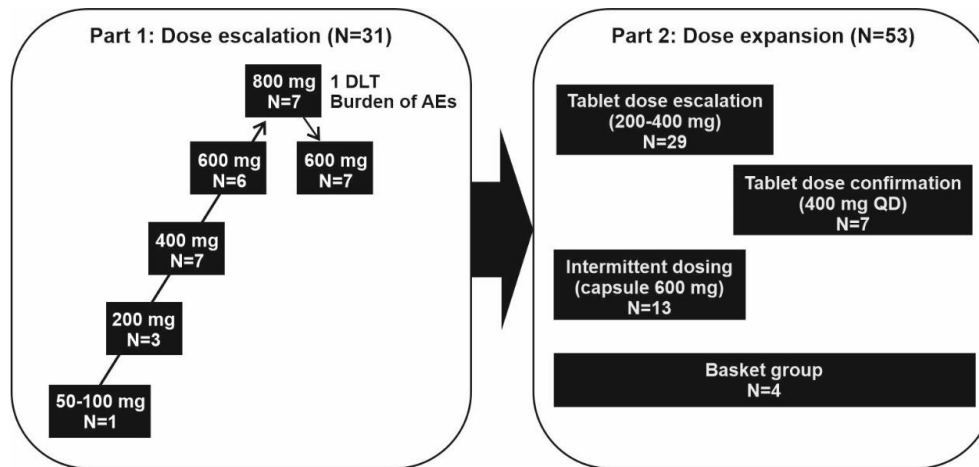 Part 1: Dose escalation (N=31)
800 mg
N=7
1 DLT
Burden of AEs
600 mg
N=6
600 mg
N=7
400 mg
N=7
200 mg
N=3
50-100 mg
N=1
Part 2: Dose expansion (N=53)
Tablet dose escalation
(200-400 mg)
N=29
Tablet dose confirmation
(400 mg QD)
N=7
Intermittent dosing
(capsule 600 mg)
N=13
Basket group
N=4